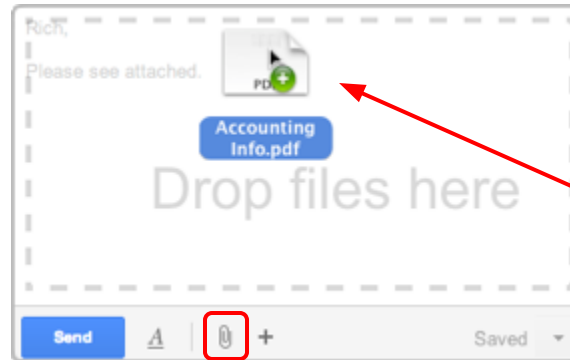 Rich,
Please see attached.
PDF
Accounting
Info.pdf
Drop files here
Send
A
Saved